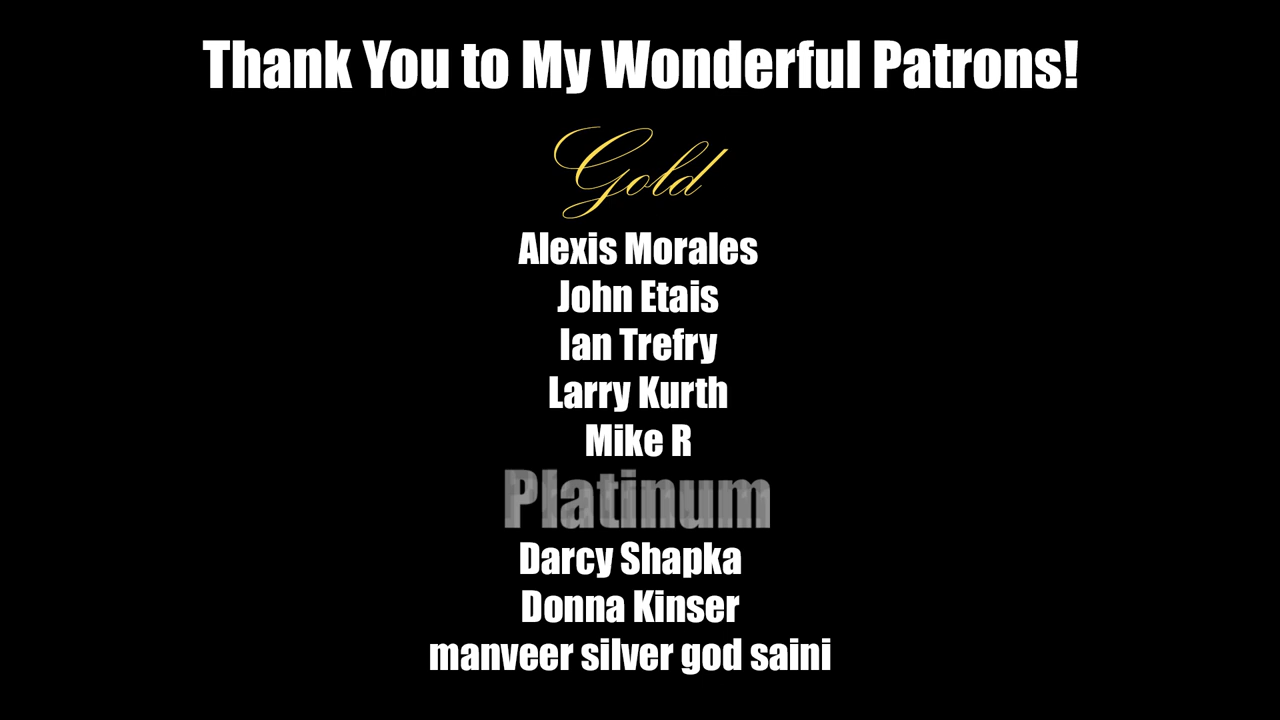 Thank You to My Wonderful Patrons!
Gold
Alexis Morales
John Etais
Ian Trefry
Larry Kurth
Mike R
Platinum
Darcy Shapka
Donna Kinser
manveer silver god saini